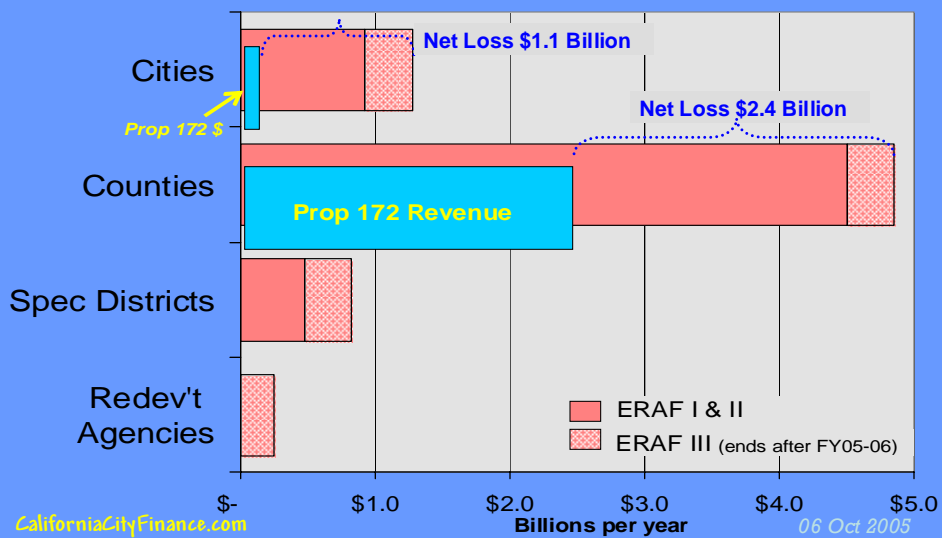 Net Loss $1.1 Billion
Cities
Prop 172 $
Net Loss $2.4 Billion
Counties
Prop 172 Revenue
Spec Districts
Redev't
Agencies
ERAF I & II
ERAF III (ends after FY05-06)
$- $1.0 $2.0 $3.0 $4.0 $5.0
CaliforniaCityFinance.com Billions per year 06 Oct 2005